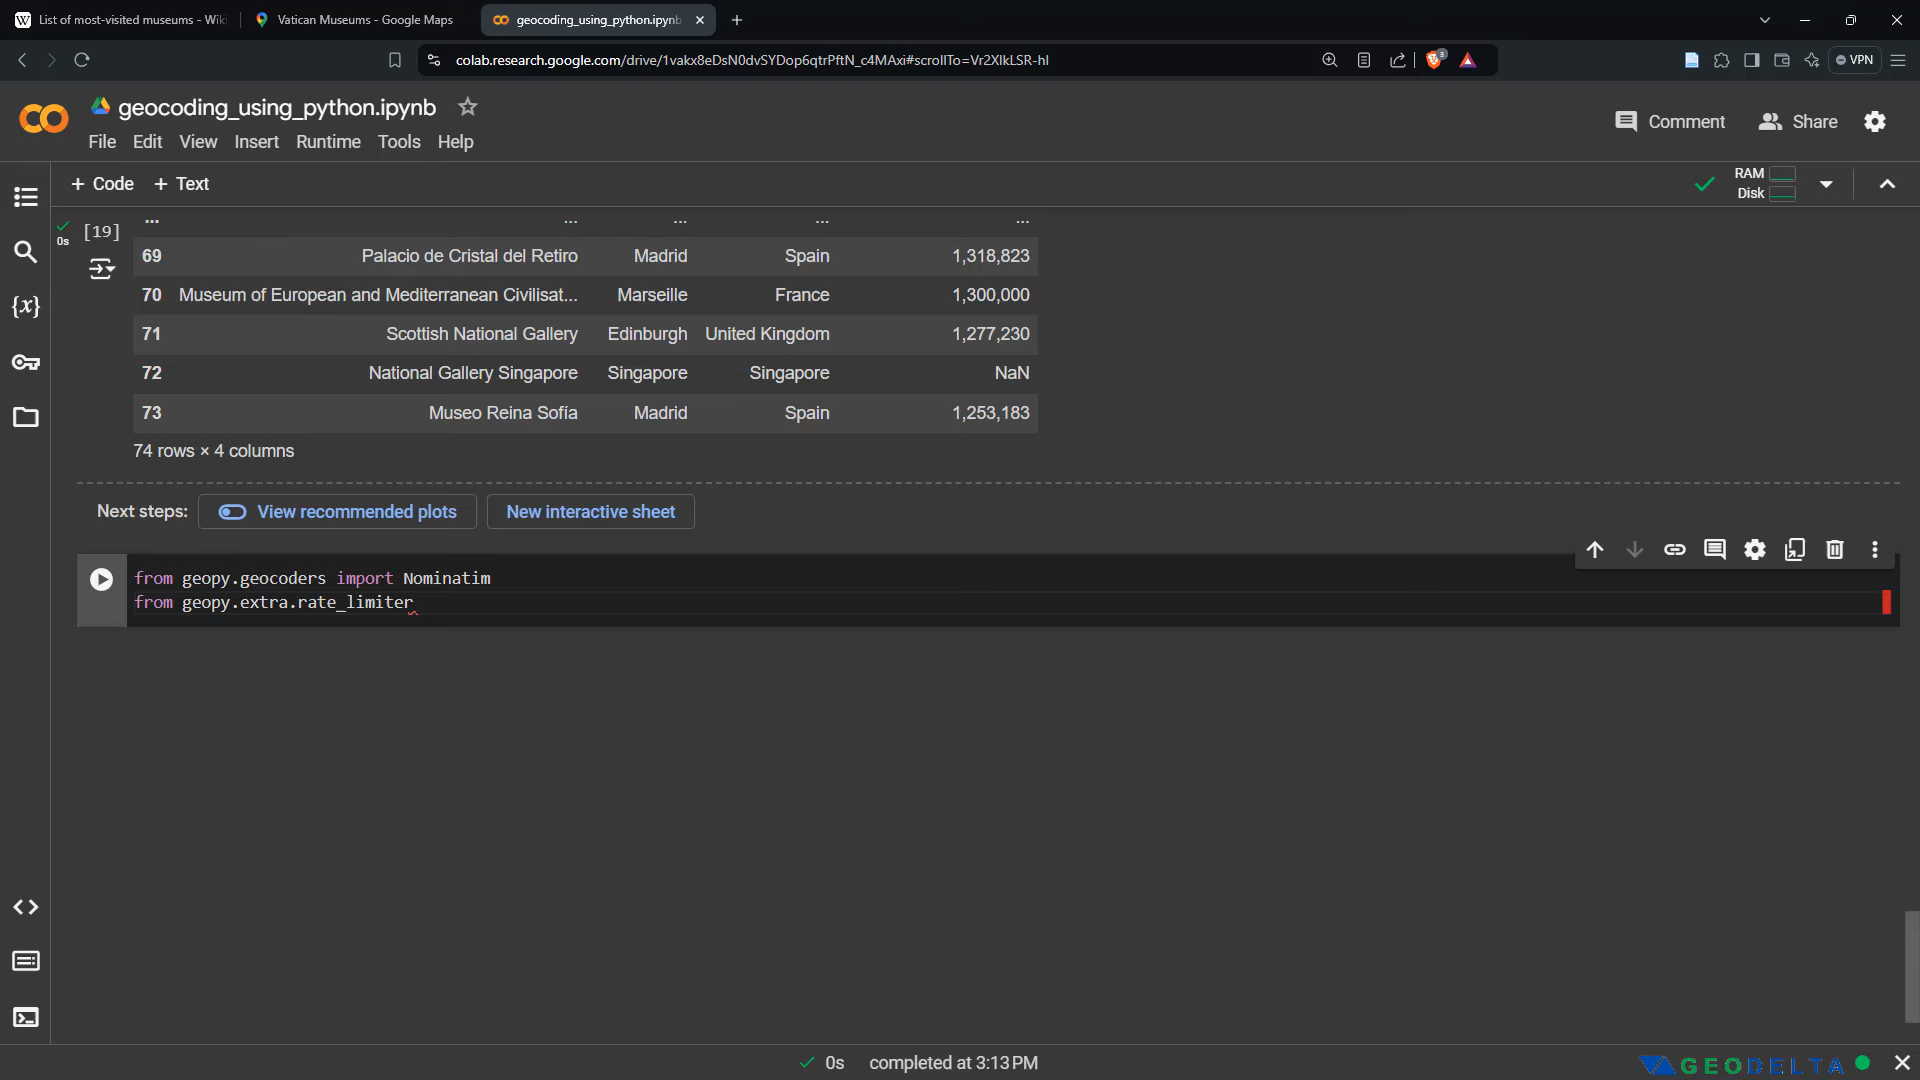 List of most-visited museums - Wiki
Vatican Museums - Google Maps
geocoding_using_python.ipynb
colab.research.google.com/drive/1vakx8eDsN0dvSYDop6qtrPftN_c4MAxi#scrollTo=Vr2XlkLSR-hl
3
VPN
geocoding_using_python.ipynb
Comment
Share
File Edit View Insert Runtime Tools Help
+ Code + Text
RAM
Disk
0s
[19]
... ... ... ... ...
69 Palacio de Cristal del Retiro Madrid Spain 1,318,823
70 Museum of European and Mediterranean Civilisat... Marseille France 1,300,000
71 Scottish National Gallery Edinburgh United Kingdom 1,277,230
72 National Gallery Singapore Singapore Singapore NaN
73 Museo Reina Sofía Madrid Spain 1,253,183
74 rows × 4 columns
Next steps: View recommended plots New interactive sheet
from geopy.geocoders import Nominatim
from geopy.extra.rate_limiter
0s completed at 3:13 PM
GEODELTA